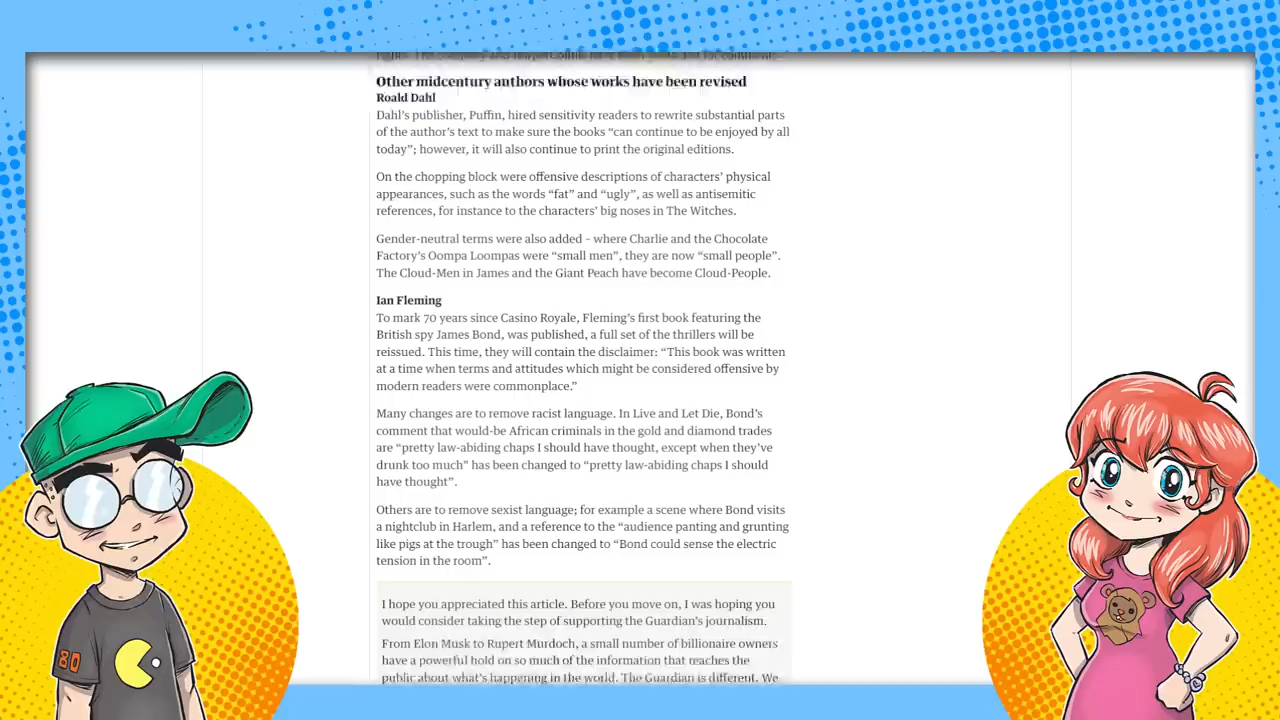 Other midcentury authors whose works have been revised
Roald Dahl
Dahl's publisher, Puffin, hired sensitivity readers to rewrite substantial parts
of the author's text to make sure the books “can continue to be enjoyed by all
today”; however, it will also continue to print the original editions.
On the chopping block were offensive descriptions of characters’ physical
appearances, such as the words “fat” and “ugly”, as well as antisemitic
references, for instance to the characters’ big noses in The Witches.
Gender-neutral terms were also added – where Charlie and the Chocolate
Factory’s Oompa Loompas were “small men”, they are now “small people”.
The Cloud-Men in James and the Giant Peach have become Cloud-People.
Ian Fleming
To mark 70 years since Casino Royale, Fleming’s first book featuring the
British spy James Bond, was published, a full set of the thrillers will be
reissued. This time, they will contain the disclaimer: “This book was written
at a time when terms and attitudes which might be considered offensive by
modern readers were commonplace.”
Many changes are to remove racist language. In Live and Let Die, Bond’s
comment that would-be African criminals in the gold and diamond trades
are “pretty law-abiding chaps I should have thought, except when they’ve
drunk too much” has been changed to “pretty law-abiding chaps I should
have thought”.
Others are to remove sexist language; for example a scene where Bond visits
a nightclub in Harlem, and a reference to the “audience panting and grunting
like pigs at the trough” has been changed to “Bond could sense the electric
tension in the room”.
I hope you appreciated this article. Before you move on, I was hoping you
would consider taking the step of supporting the Guardian’s journalism.
From Elon Musk to Rupert Murdoch, a small number of billionaire owners
have a powerful hold on so much of the information that reaches the
public about what’s happening in the world. The Guardian is different. We
80